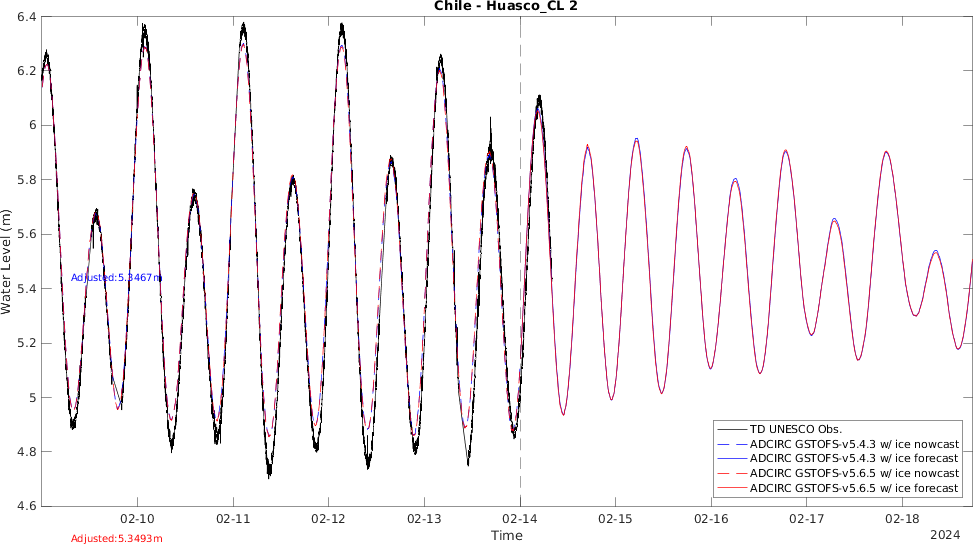 Chile - Huasco_CL 2
6.4
6.2
6
5.8
5.6
5.4
5.2
5
4.8
4.6
Water Level (m)
Adjusted:5.3467m
TD UNESCO Obs.
ADCIRC GSTOFS-v5.4.3 w/ ice nowcast
ADCIRC GSTOFS-v5.4.3 w/ ice forecast
ADCIRC GSTOFS-v5.6.5 w/ ice nowcast
ADCIRC GSTOFS-v5.6.5 w/ ice forecast
02-10 02-11 02-12 02-13 02-14 02-15 02-16 02-17 02-18
Time
2024
Adjusted:5.3493m